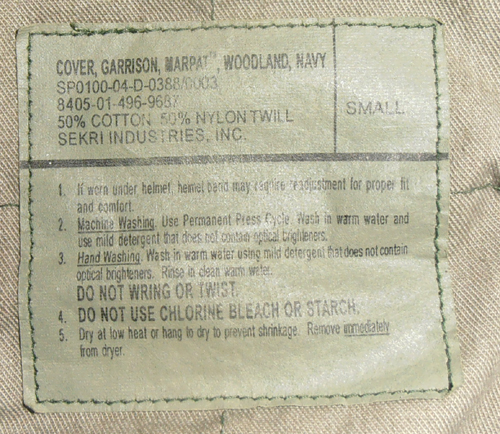 COVER, GARRISON, MARPAT™, WOODLAND, NAVY
SP0100-04-D-0388/0003
8405-01-496-9687
50% COTTON 50% NYLON TWILL
SEKRI INDUSTRIES, INC.
SMALL
1. If worn under helmet, hemet band may require readjustment for proper fit
and comfort.
2. Machine Washing. Use Permanent Press Cycle. Wash in warm water and
use mild detergent that does not contain optical brighteners.
3. Hand Washing. Wash in warm water using mild detergent that does not contain
optical brighteners. Rinse in clean warm water.
DO NOT WRING OR TWIST.
4. DO NOT USE CHLORINE BLEACH OR STARCH.
5. Dry at low heat or hang to dry to prevent shrinkage. Remove immediately
from dryer.